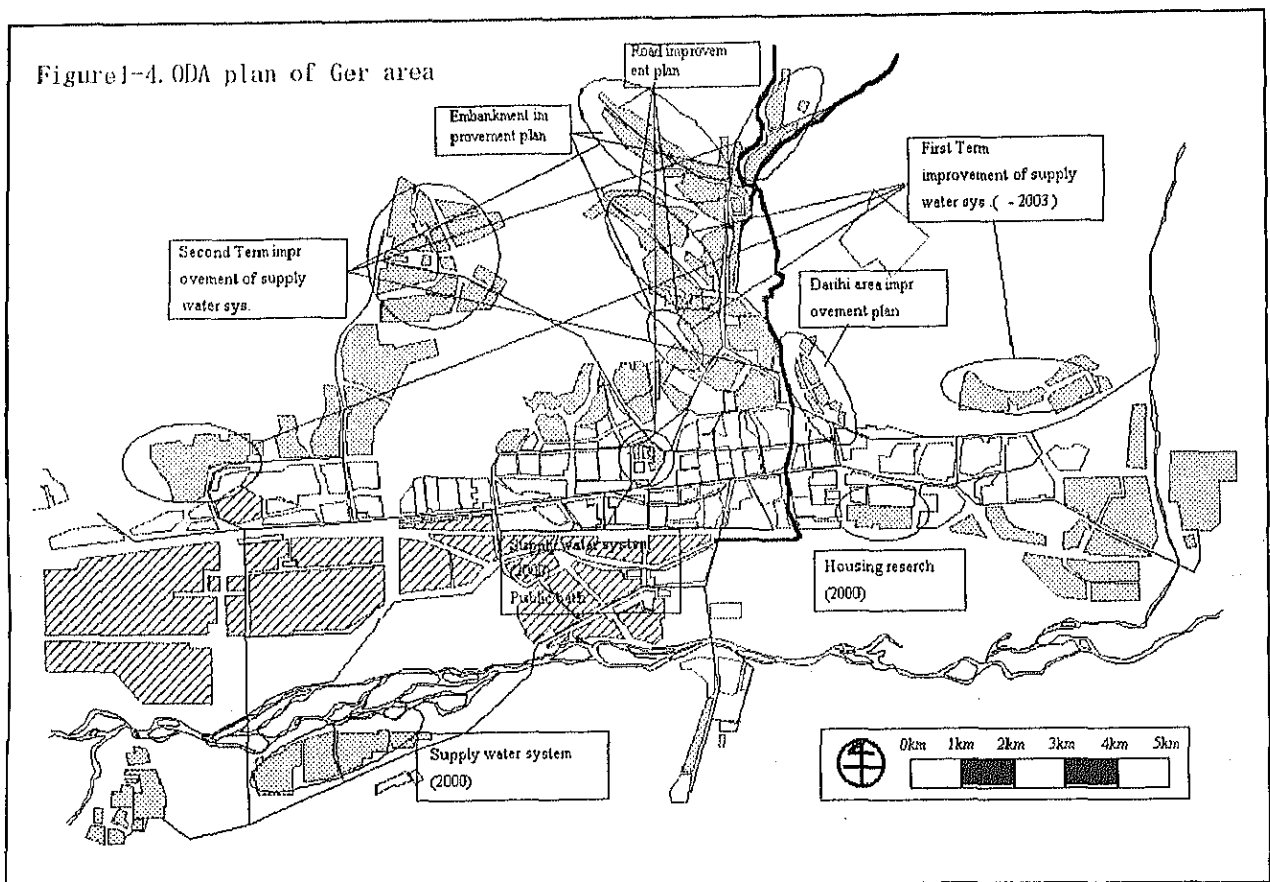 Figure1-4. ODA plan of Ger area
Road improvem
ent plan
Embankment im
provement plan
First Term
improvement of supply
water sys .( - 2003 )
Second Term impr
ovement of supply
water sys.
Darihi area impr
ovement plan
Supply water system
(2000)
Public bath
Housing reserch
(2000)
Supply water system
(2000)
0km 1km 2km 3km 4km 5km